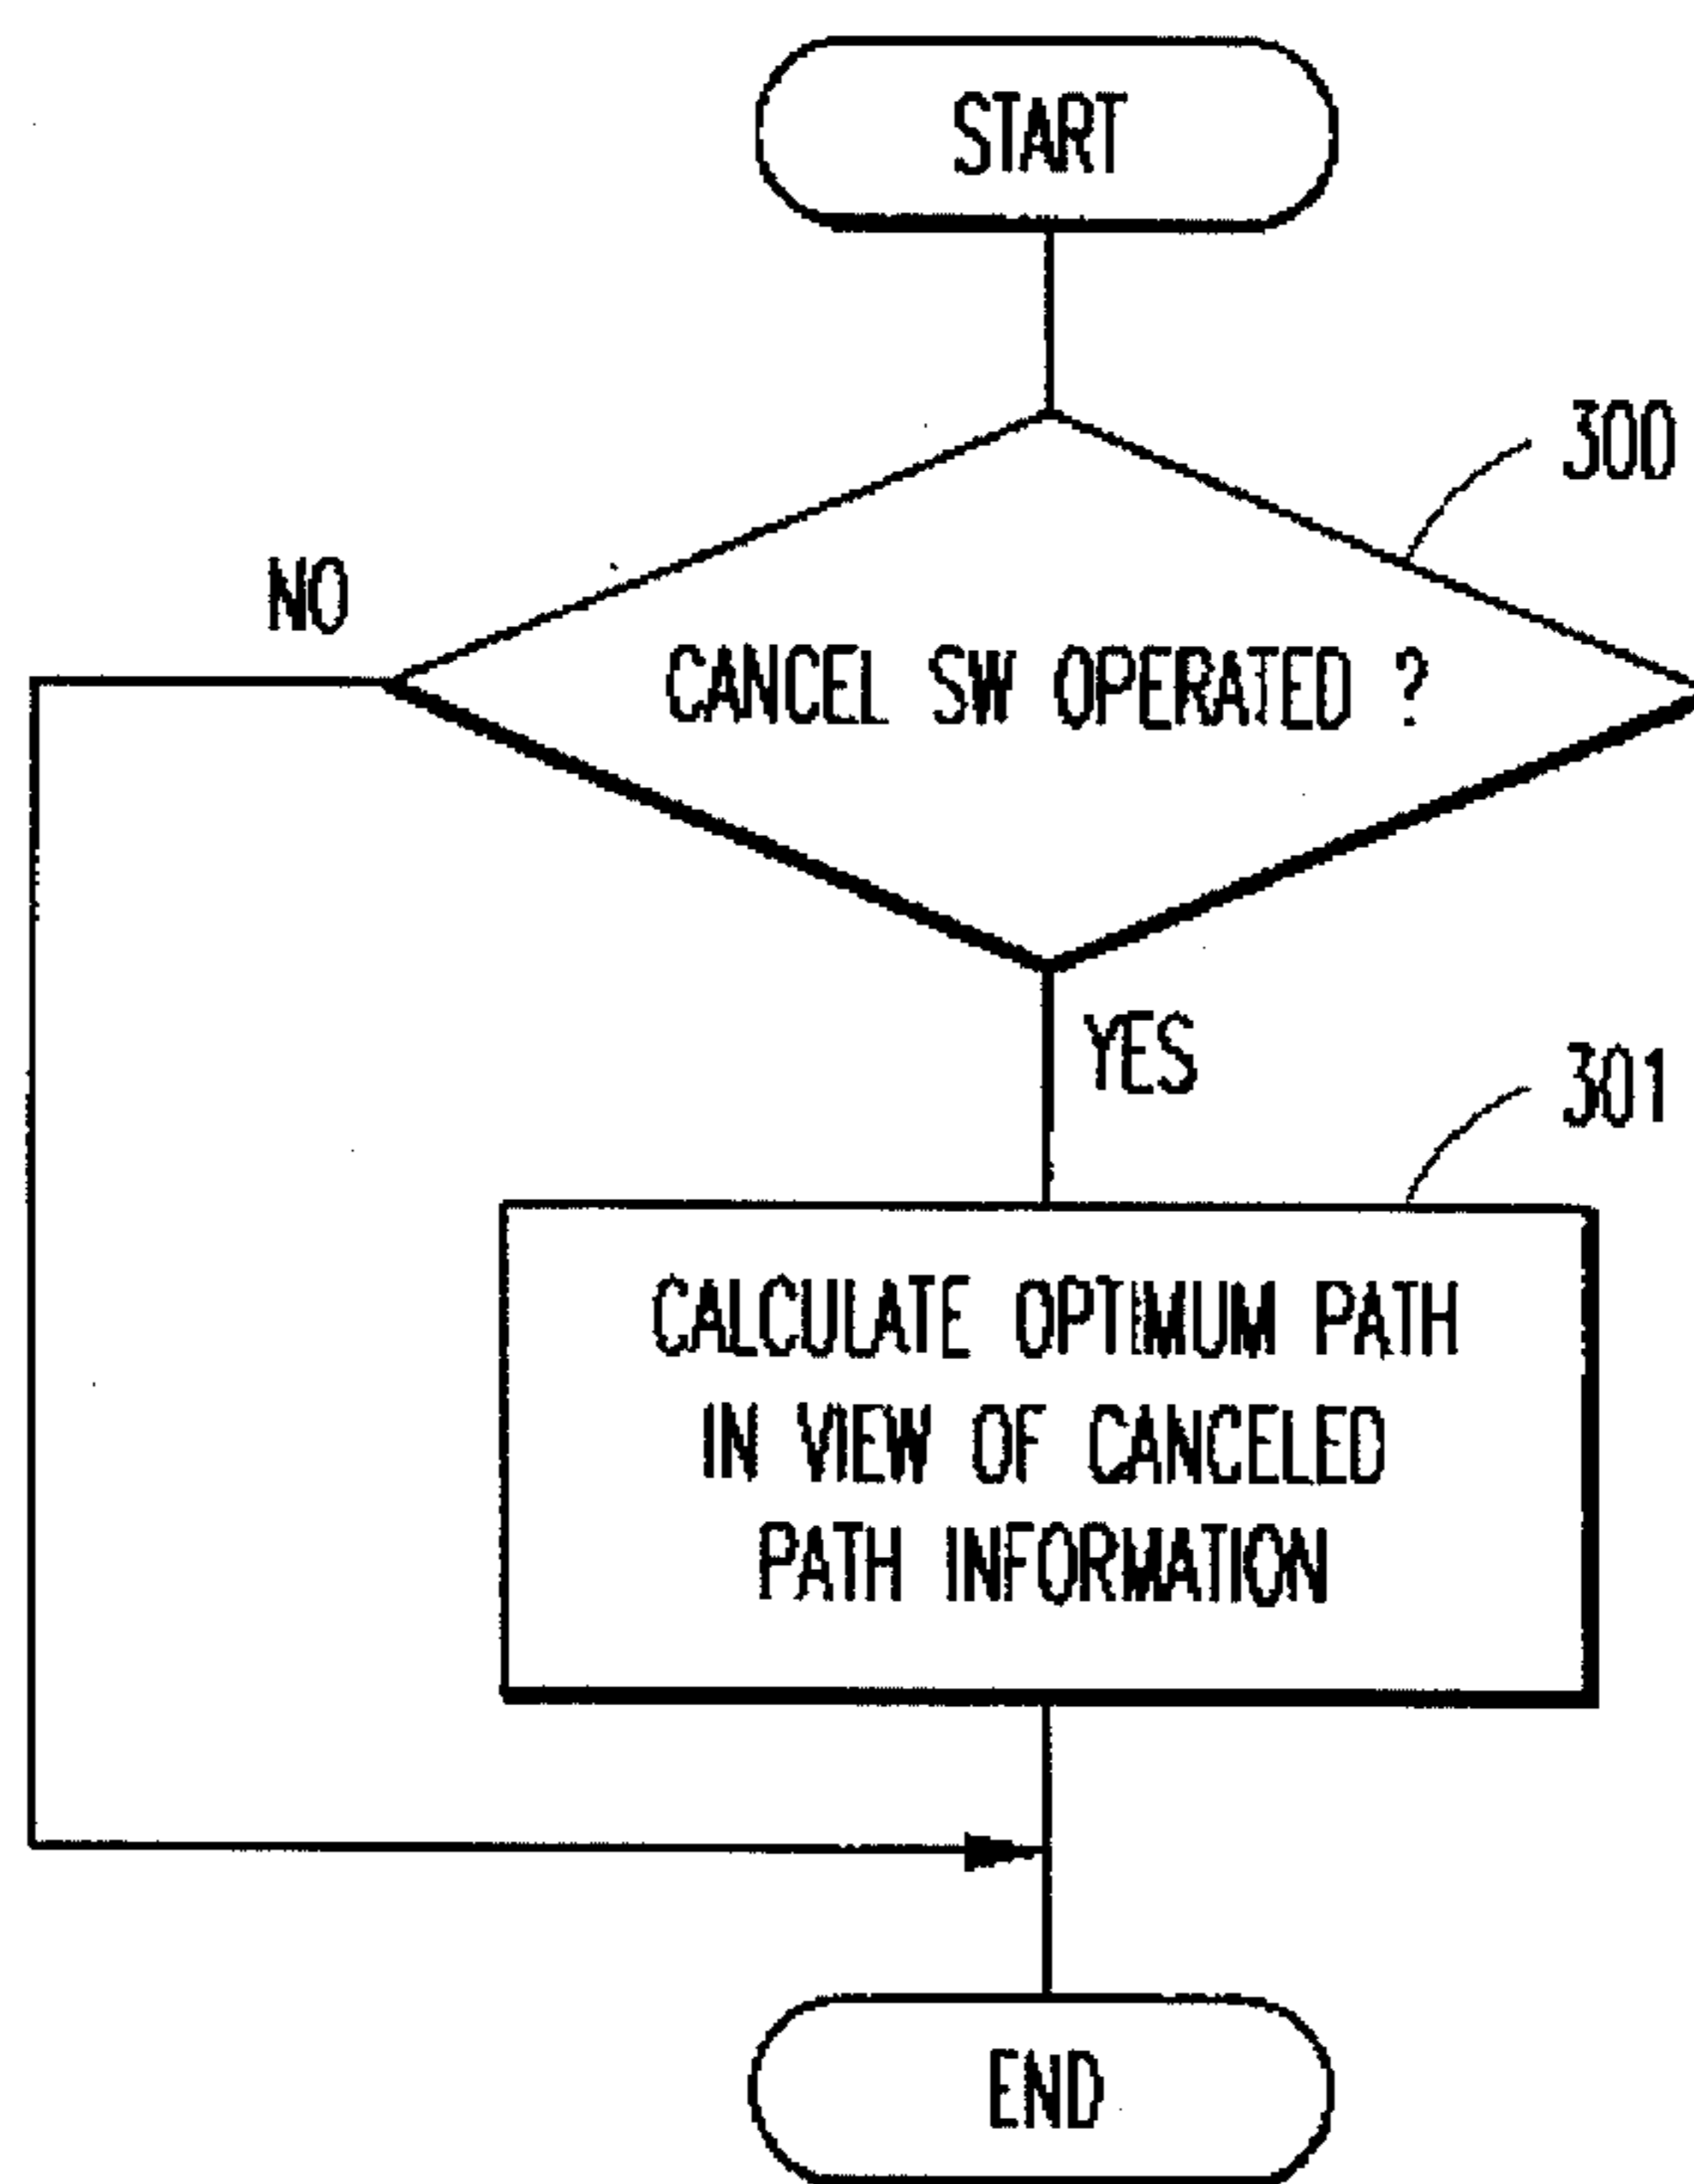 START
300
NO
CANCEL SW OPERATED ?
YES
301
CALCULATE OPTIMUM PATH
IN VIEW OF CANCELED
PATH INFORMATION
END